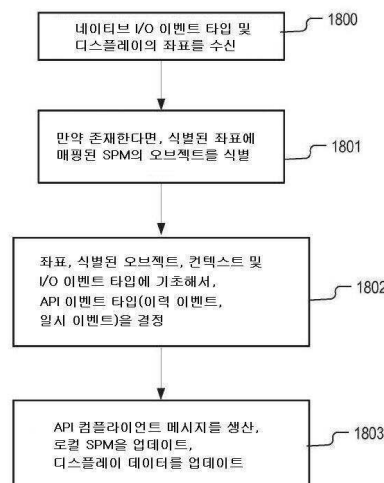 네이티브 I/O 이벤트 타입 및
디스플레이의 좌표를 수신
1800
만약 존재한다면, 식별된 좌표에
매핑된 SPM의 오브젝트를 식별
1801
좌표, 식별된 오브젝트, 컨텍스트 및
I/O 이벤트 타입에 기초해서,
API 이벤트 타입(이력 이벤트,
일시 이벤트)을 결정
1802
API 컴플라이언트 메시지를 생산,
로컬 SPM을 업데이트,
디스플레이 데이터를 업데이트
1803